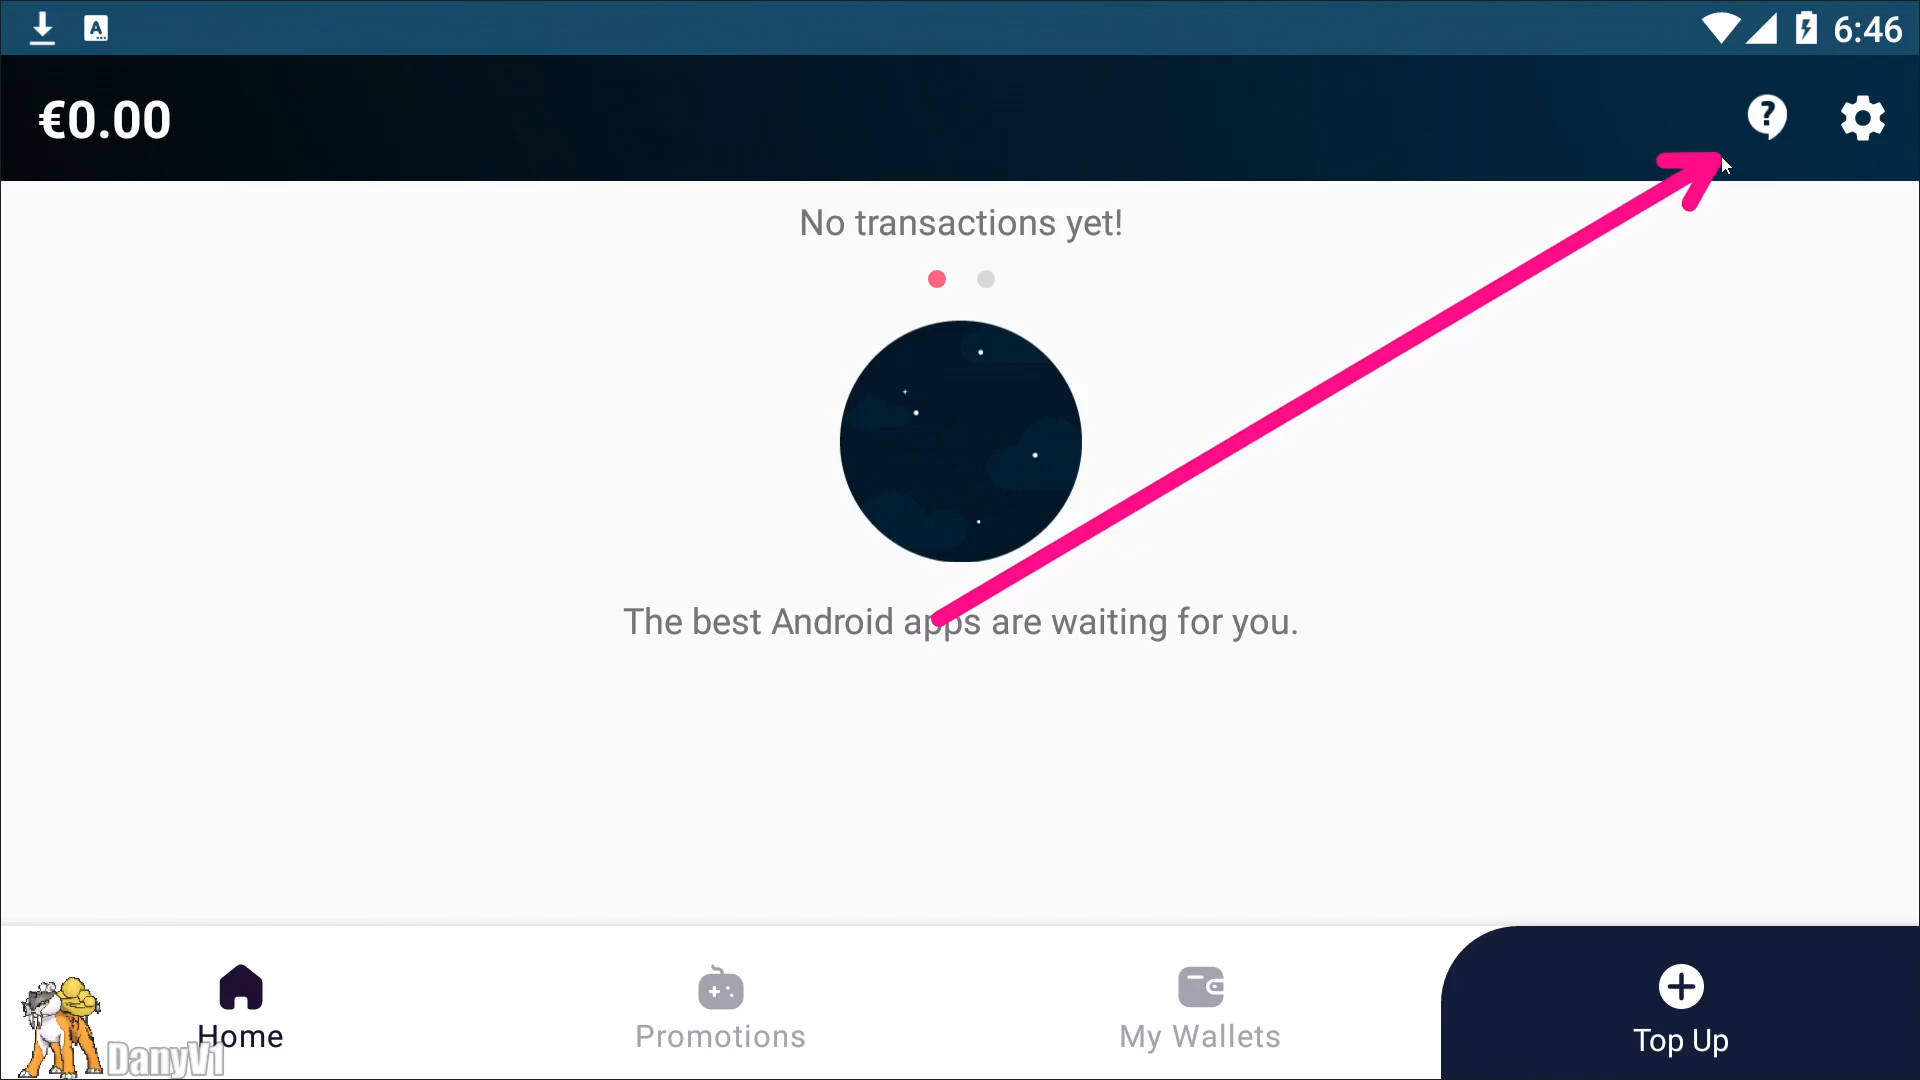 6:46
€0.00
No transactions yet!
The best Android apps are waiting for you.
Home
Promotions
My Wallets
Top Up
DanyV1